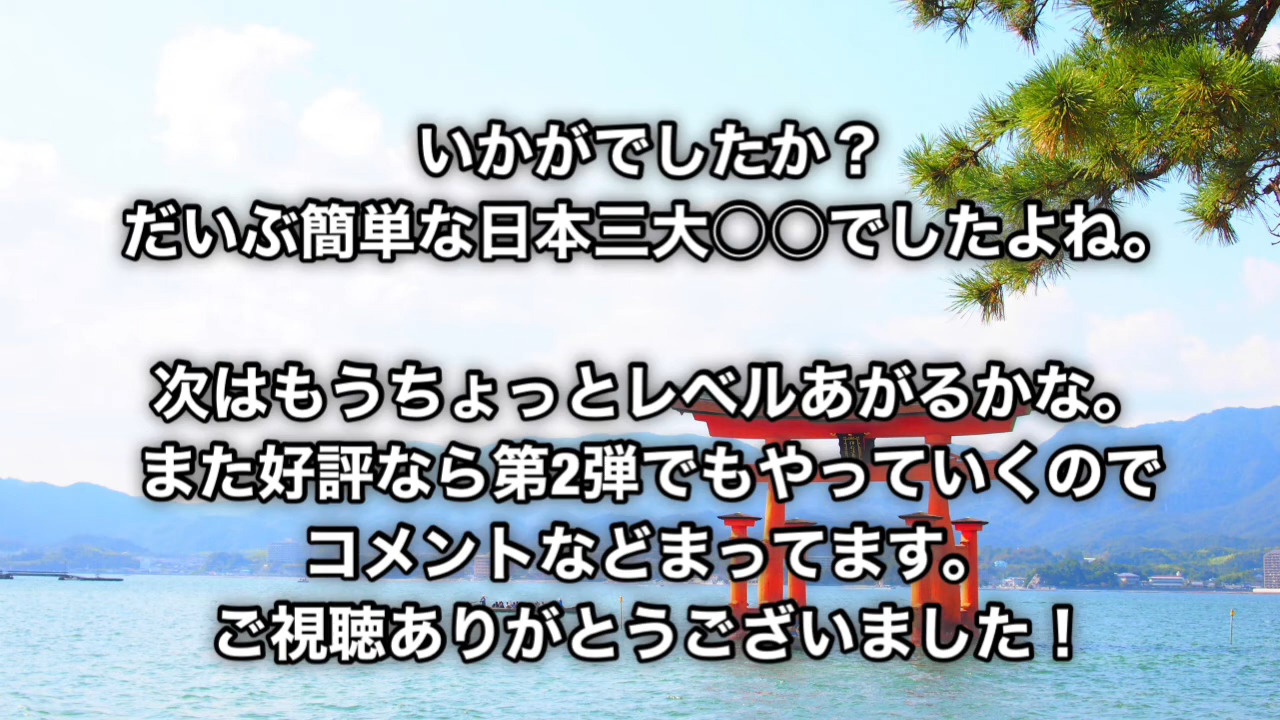 いかがでしたか？
だいぶ簡単な日本三大○○でしたよね。
次はもうちょっとレベルあがるかな。
また好評なら第2弾でもやっていくので
コメントなどまってます。
ご視聴ありがとうございました！